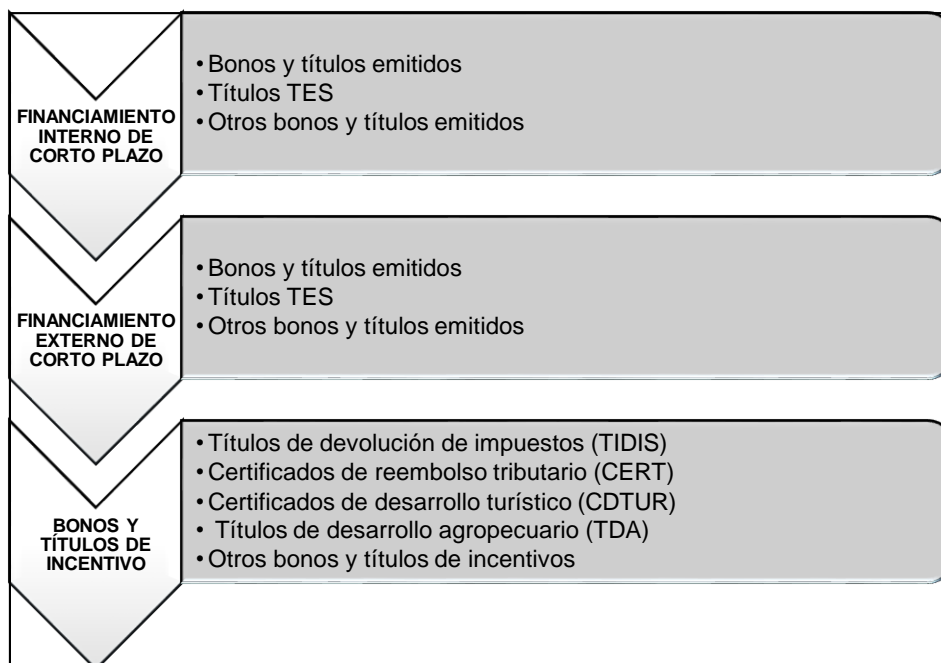 FINANCIAMIENTO
INTERNO DE
CORTO PLAZO
• Bonos y títulos emitidos
• Títulos TES
• Otros bonos y títulos emitidos
FINANCIAMIENTO
EXTERNO DE
CORTO PLAZO
• Bonos y títulos emitidos
• Títulos TES
• Otros bonos y títulos emitidos
BONOS Y
TÍTULOS DE
INCENTIVO
• Títulos de devolución de impuestos (TIDIS)
• Certificados de reembolso tributario (CERT)
• Certificados de desarrollo turístico (CDTUR)
• Títulos de desarrollo agropecuario (TDA)
• Otros bonos y títulos de incentivos